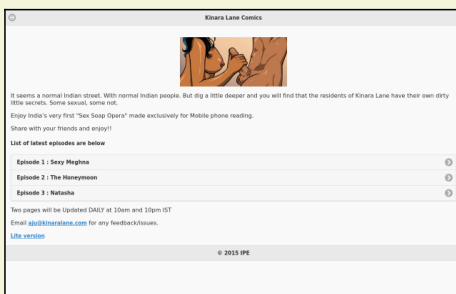 Kinara Lane Comics
It seems a normal Indian street. With normal Indian people. But dig a little deeper and you will find that the residents of Kinara Lane have their own dirty
little secrets. Some sexual, some not.
Enjoy India's very first "Sex Soap Opera" made exclusively for Mobile phone reading.
Share with your friends and enjoy!!
List of latest episodes are below
Episode 1 : Sexy Meghna
Episode 2 : The Honeymoon
Episode 3 : Natasha
Two pages will be Updated DAILY at 10am and 10pm IST
Email aju@kinaralane.com for any feedback/issues.
Lite version
© 2015 IPE